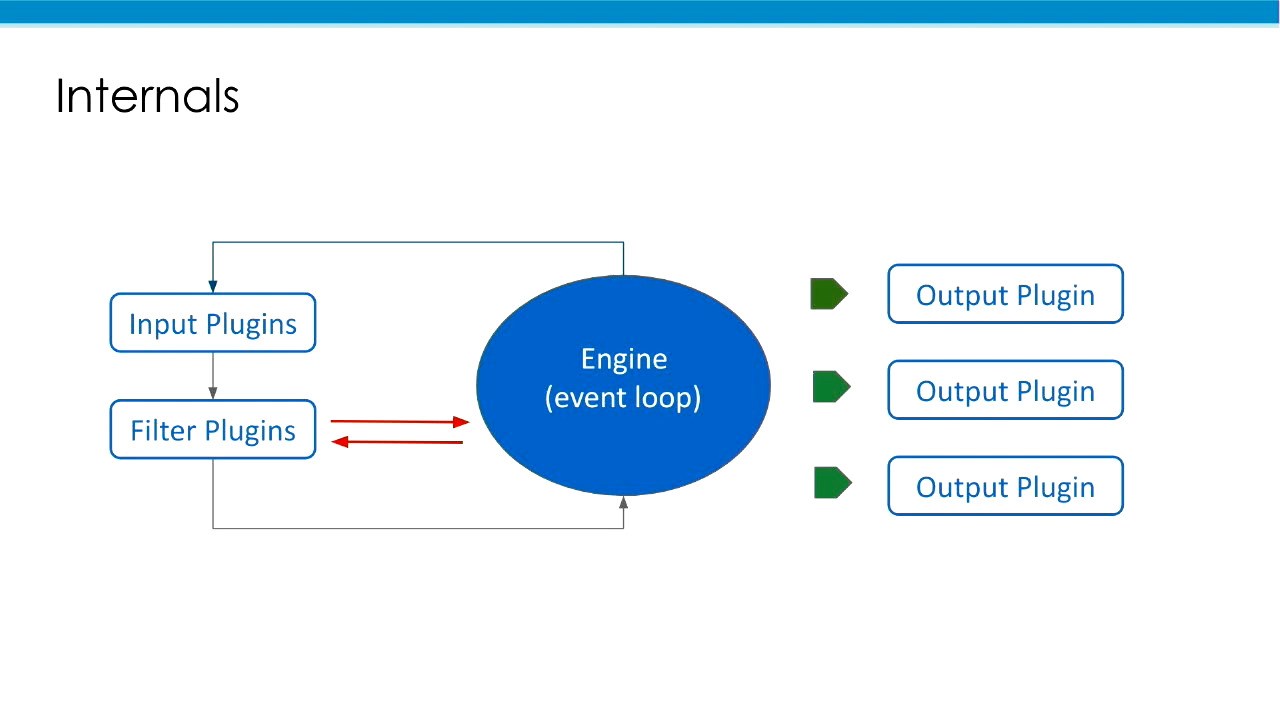 Internals
Input Plugins
Filter Plugins
Engine
(event loop)
Output Plugin
Output Plugin
Output Plugin